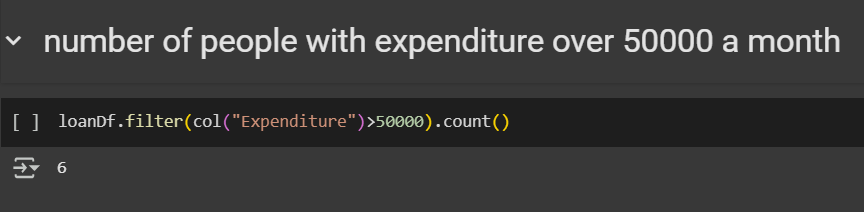 number of people with expenditure over 50000 a month
[ ] loanDf.filter(col("Expenditure")>50000).count()
6